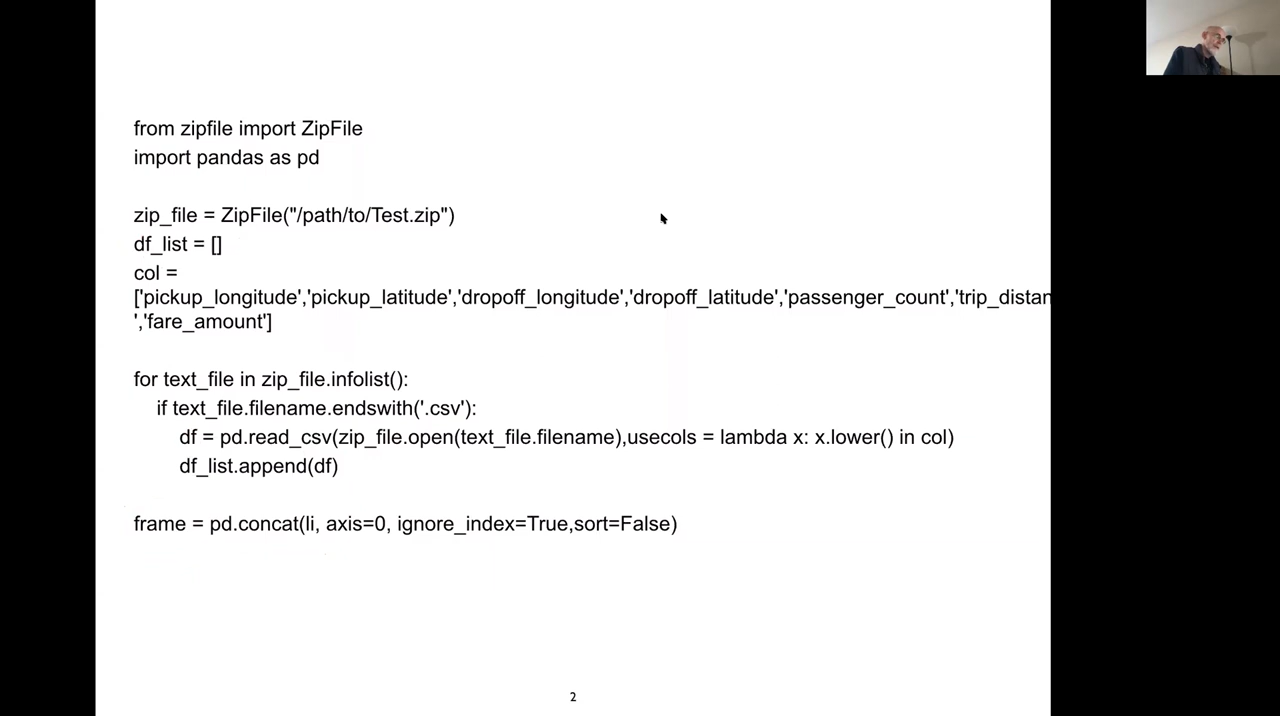 from zipfile import ZipFile
import pandas as pd
zip_file = ZipFile("/path/to/Test.zip")
df_list = []
col =
['pickup_longitude','pickup_latitude','dropoff_longitude','dropoff_latitude','passenger_count','trip_distan
','fare_amount']
for text_file in zip_file.infolist():
if text_file.filename.endswith('.csv'):
df = pd.read_csv(zip_file.open(text_file.filename),usecols = lambda x: x.lower() in col)
df_list.append(df)
frame = pd.concat(li, axis=0, ignore_index=True,sort=False)
2